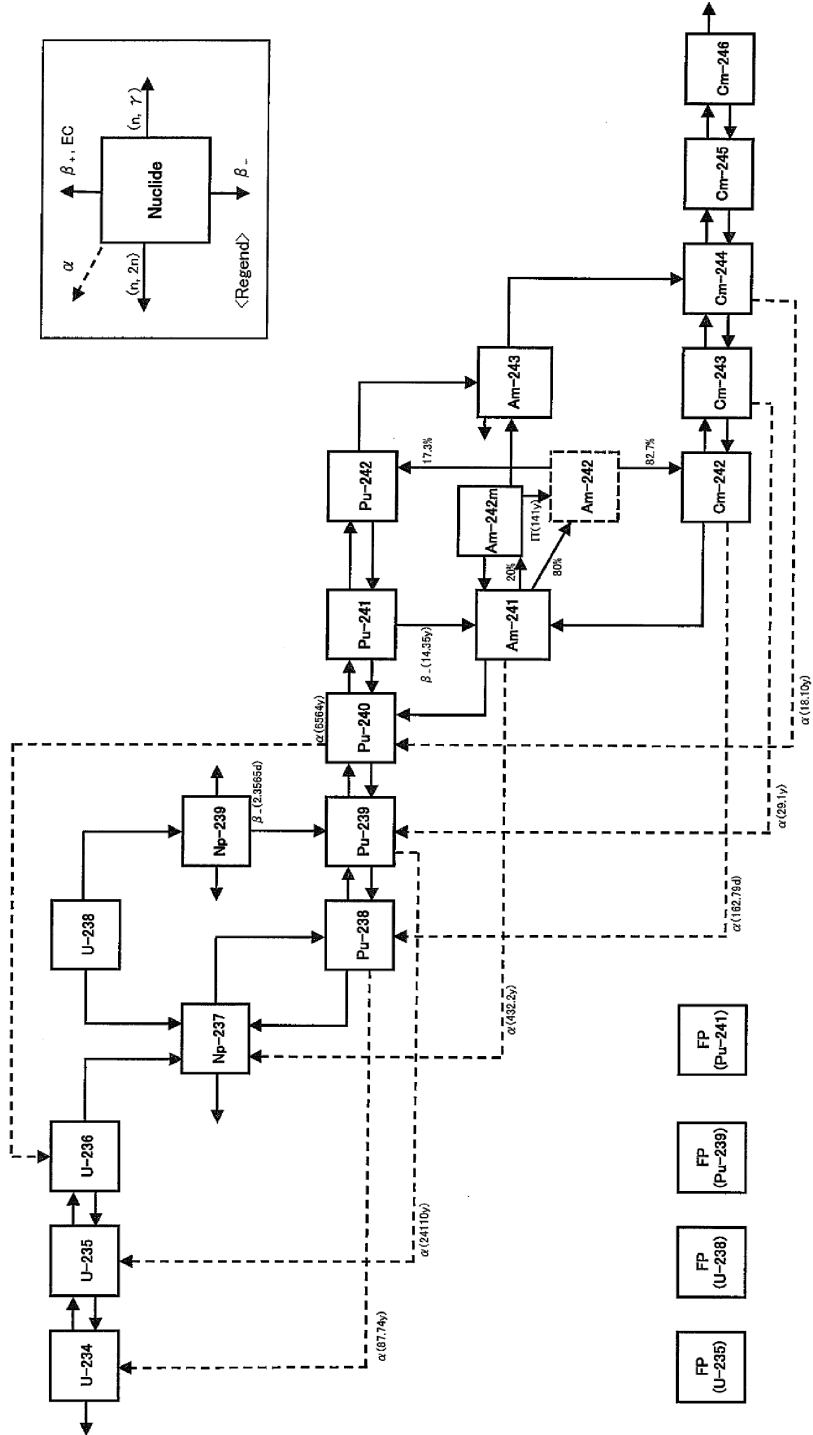 U-234
U-235
U-236
U-238
Np-237
Np-239
β₋(2.3565d)
Pu-238
Pu-239
Pu-240
Pu-241
Pu-242
α(6564y)
α(87.74y)
α(24110y)
β₋(14.35y)
17.3%
Am-241
Am-242m
Am-243
20%
80%
IT(141y)
Am-242
82.7%
α(432.2y)
Cm-242
Cm-243
Cm-244
Cm-245
Cm-246
α(162.79d)
α(29.1y)
α(18.10y)
FP
(U-235)
FP
(U-238)
FP
(Pu-239)
FP
(Pu-241)
α
β₊, EC
(n, 2n)
Nuclide
(n, γ)
β₋
<Regend>